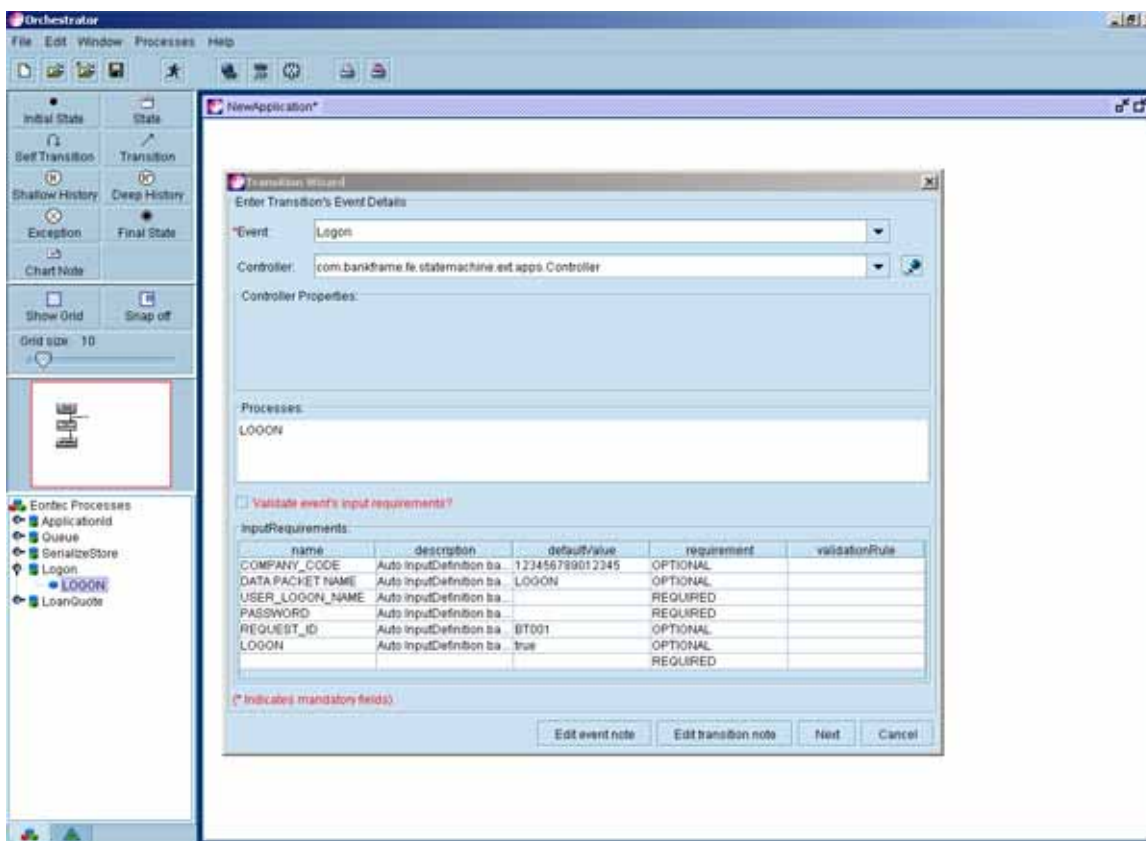 Orchestrator
File Edit Window Processes Help
Initial State State
Self Transition Transition
Shallow History Deep History
Exception Final State
Chart Note
Show Grid Snap off
Grid size 10
Eontec Processes
ApplicationId
Queue
SerializeStore
Logon
LOGON
LoanQuote
NewApplication*
Transition Wizard
Enter Transition's Event Details
*Event: Logon
Controller: com.bankframe.fe.statemachine.ext.apps.Controller
Controller Properties:
Processes:
LOGON
Validate event's input requirements?
InputRequirements:
name description defaultValue requirement validationRule
COMPANY_CODE Auto InputDefinition ba... 123456789012345 OPTIONAL
DATA PACKET NAME Auto InputDefinition ba... LOGON OPTIONAL
USER_LOGON_NAME Auto InputDefinition ba... REQUIRED
PASSWORD Auto InputDefinition ba... REQUIRED
REQUEST_ID Auto InputDefinition ba... BT001 OPTIONAL
LOGON Auto InputDefinition ba... true OPTIONAL
REQUIRED
(* Indicates mandatory fields)
Edit event note Edit transition note Next Cancel